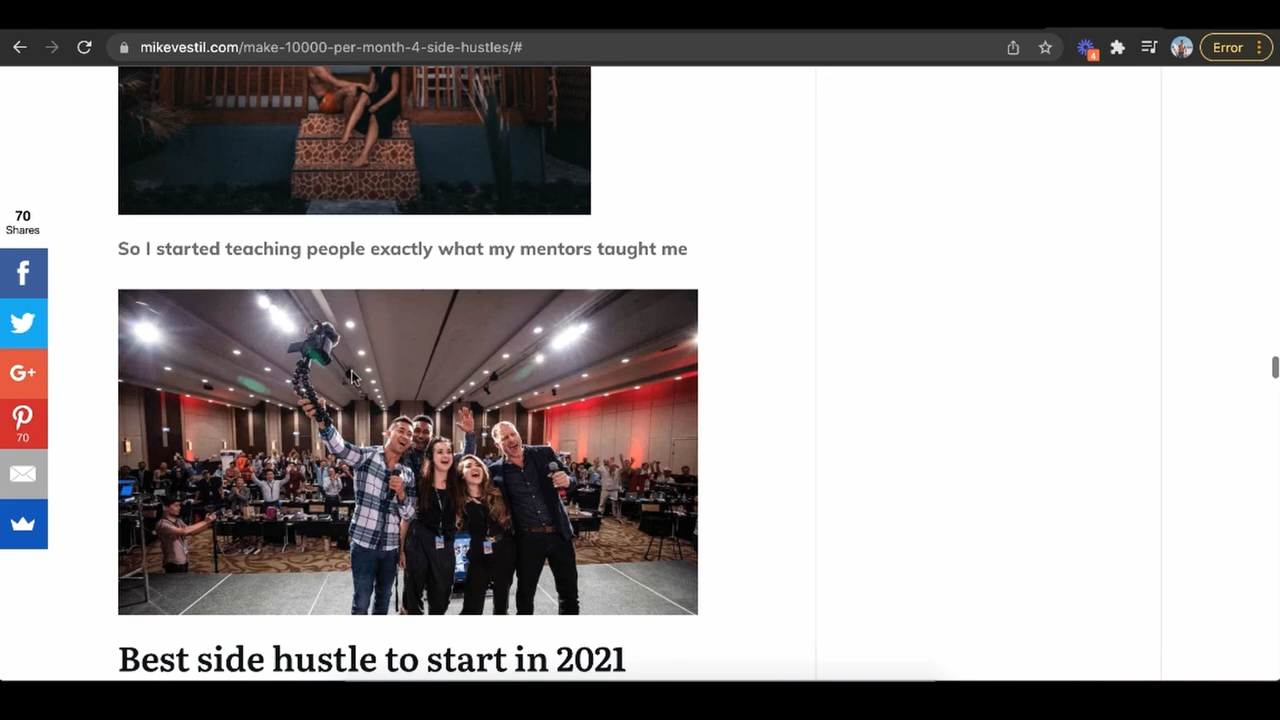 mikevestil.com/make-10000-per-month-4-side-hustles/#
4
Error
So I started teaching people exactly what my mentors taught me
70
Shares
f
G+
70
Best side hustle to start in 2021